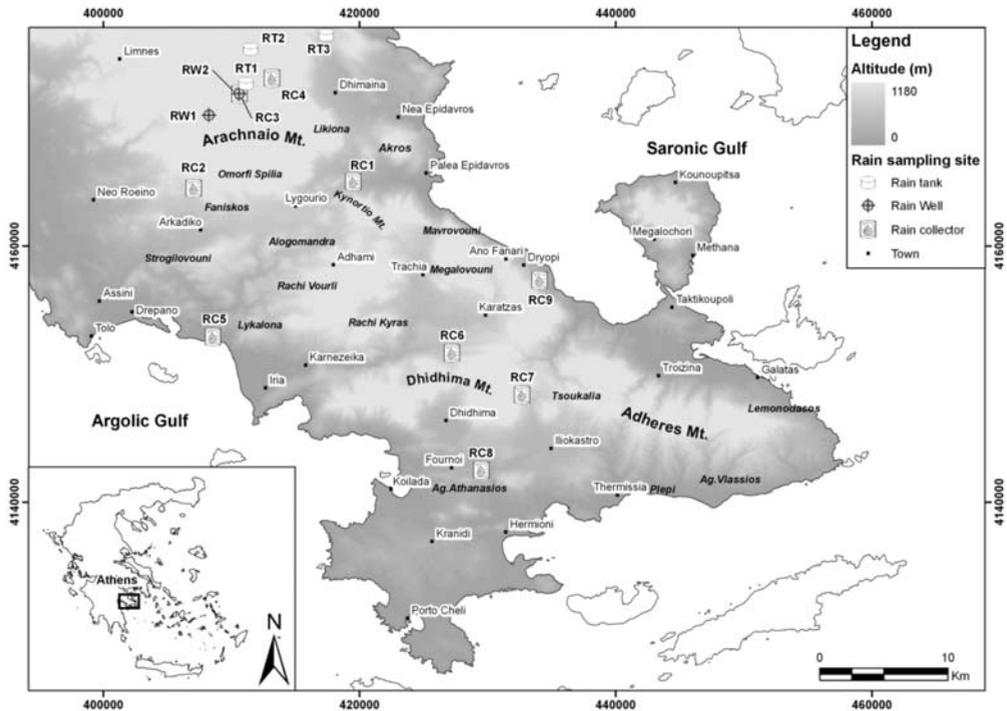 400000
420000
440000
460000
Legend
Altitude (m)
1180
0
Rain sampling site
Rain tank
Rain Well
Rain collector
Town
Limnes
RT2
RT3
RW2
RT1
RC4
Dhimaina
RW1
RC3
Nea Epidavros
Arachnaio Mt.
Likiona
Akros
Saronic Gulf
RC2
Omorfi Spilia
RC1
Palea Epidavros
Kounoupitsa
Neo Roeino
Faniskos
Lygourio
Kynortio Mt.
Arkadiko
Mavrovouni
Megalochori
4160000
Alogomandra
Ano Fanari
Methana
4160000
Strogilovouni
Adhami
Trachia
Megalovouni
Dryopi
Rachi Vourli
RC9
Assini
Drepano
Karatzas
Taktikoupoli
Tolo
RC5
Lykalona
Rachi Kyras
RC6
Karnezeika
Troizina
Galatas
Iria
Dhidhima Mt.
RC7
Tsoukalia
Lemonodasos
Argolic Gulf
Dhidhima
Adheres Mt.
Iliokastro
Fournoi
RC8
Koilada
Ag.Athanasios
Thermissia
Plepi
Ag.Vlassios
4140000
4140000
Kranidi
Hermioni
Athens
Porto Cheli
N
0
10
Km
400000
420000
440000
460000